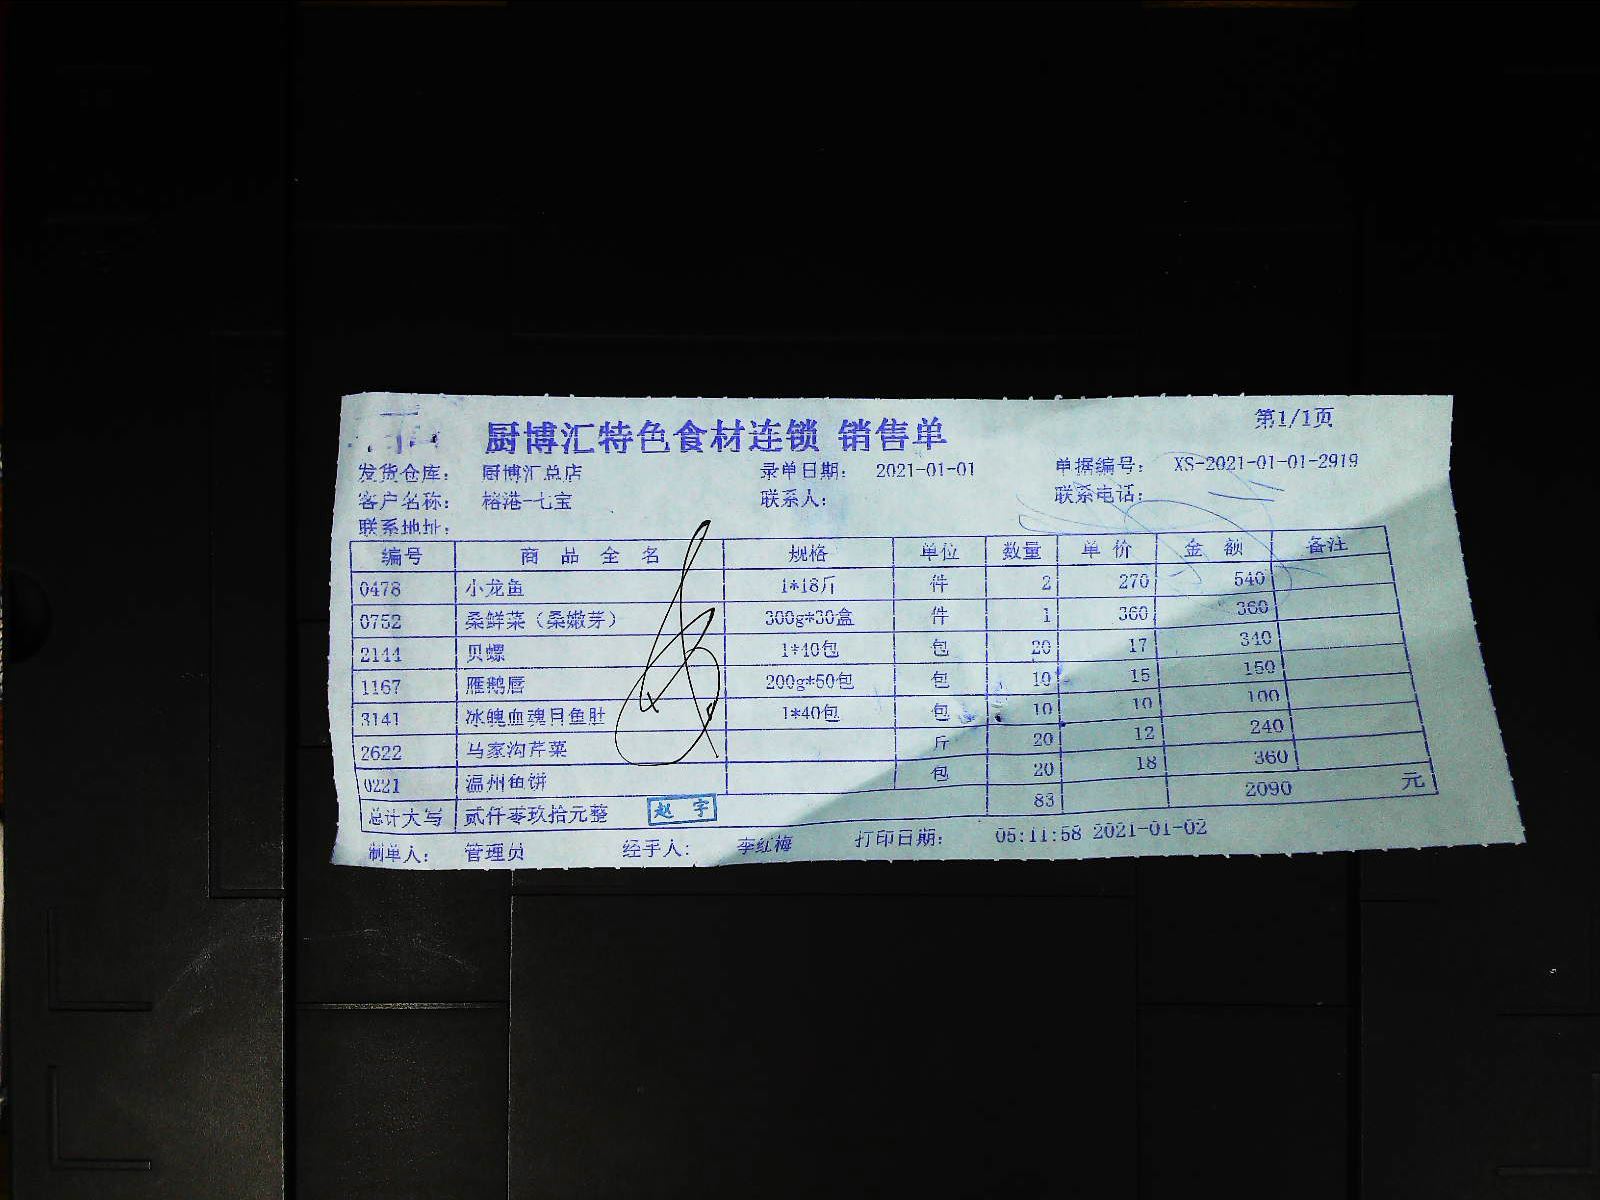 厨博汇特色食材连锁 销售单 第1/1页
发货仓库： 厨博汇总店 录单日期： 2021-01-01 单据编号： XS-2021-01-01-2919
客户名称： 榕港-七宝 联系人： 联系电话：
联系地址：
编号 商品全名 规格 单位 数量 单价 金额 备注
0478 小龙鱼 1*18斤 件 2 270 540
0752 桑鲜菜（桑嫩芽） 300g*30盒 件 1 360 360
2144 贝螺 1*40包 包 20 17 340
1167 雁鹅唇 200g*50包 包 10 15 150
3141 冰魄血魂月鱼肚 1*40包 包 10 10 100
2622 马家沟芹菜 斤 20 12 240
0221 温州鱼饼 包 20 18 360
总计大写 贰仟零玖拾元整 赵宇 83 2090 元
制单人： 管理员 经手人： 李红梅 打印日期： 05:11:58 2021-01-02